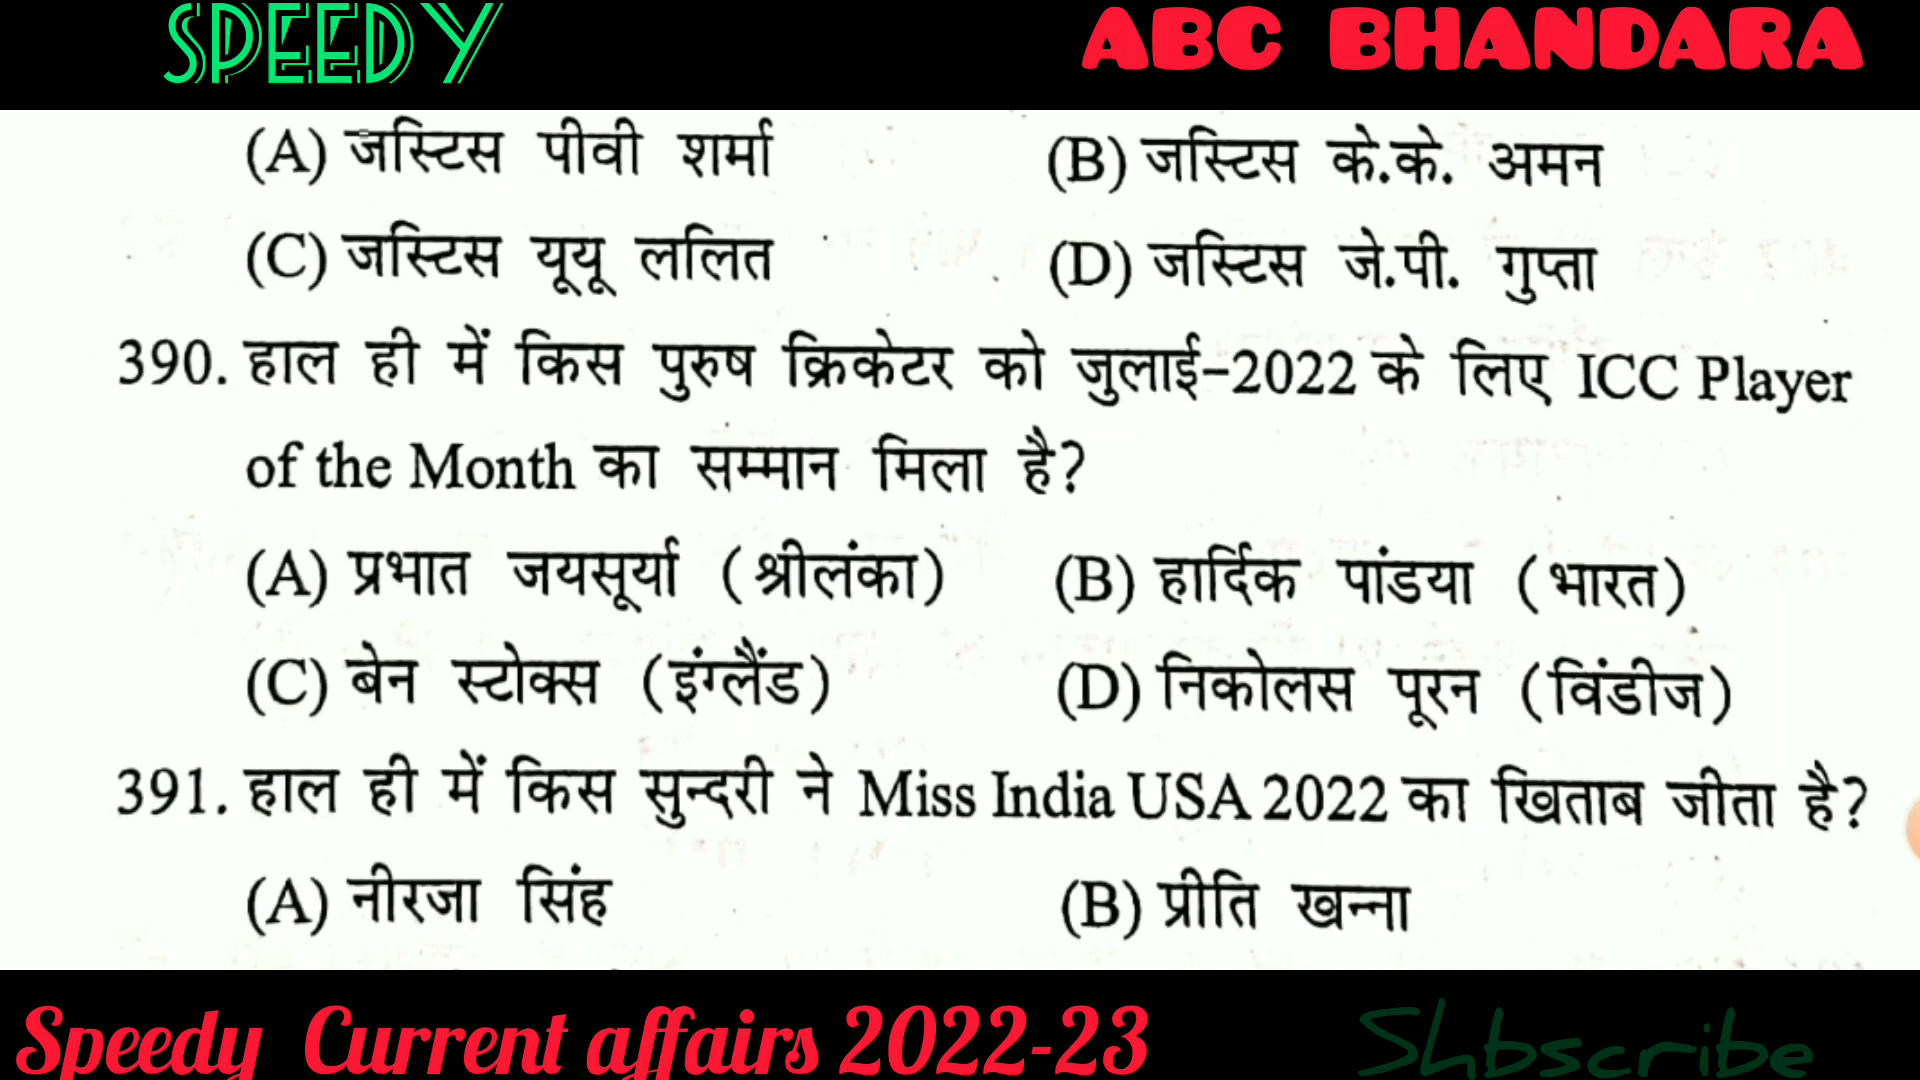 SPEEDY ABC BHANDARA
(A) जस्टिस पीवी शर्मा (B) जस्टिस के.के. अमन
(C) जस्टिस यूयू ललित (D) जस्टिस जे.पी. गुप्ता
390. हाल ही में किस पुरुष क्रिकेटर को जुलाई-2022 के लिए ICC Player
of the Month का सम्मान मिला है?
(A) प्रभात जयसूर्या (श्रीलंका) (B) हार्दिक पांडया (भारत)
(C) बेन स्टोक्स (इंग्लैंड) (D) निकोलस पूरन (विंडीज)
391. हाल ही में किस सुन्दरी ने Miss India USA 2022 का खिताब जीता है?
(A) नीरजा सिंह (B) प्रीति खन्ना
Speedy Current affairs 2022-23 Shbscribe